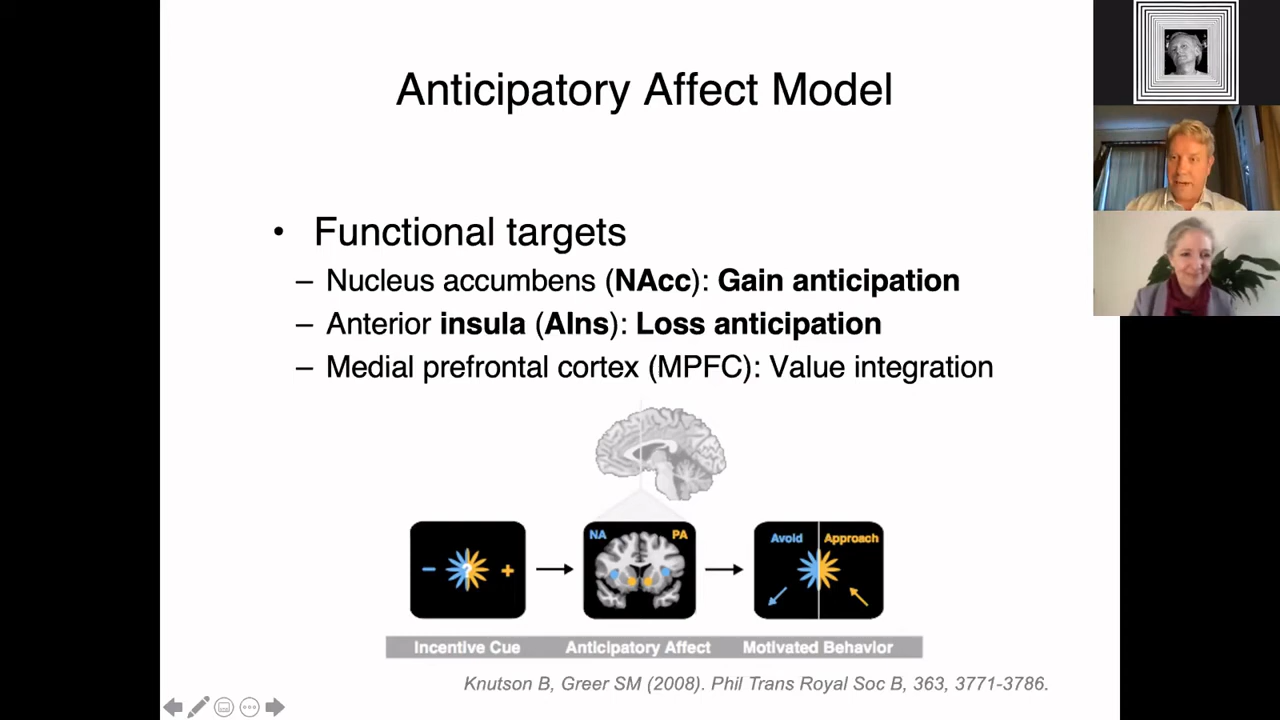 Anticipatory Affect Model
• Functional targets
– Nucleus accumbens (NAcc): Gain anticipation
– Anterior insula (AIns): Loss anticipation
– Medial prefrontal cortex (MPFC): Value integration
– ? +
NA PA
Avoid Approach
Incentive Cue Anticipatory Affect Motivated Behavior
Knutson B, Greer SM (2008). Phil Trans Royal Soc B, 363, 3771-3786.